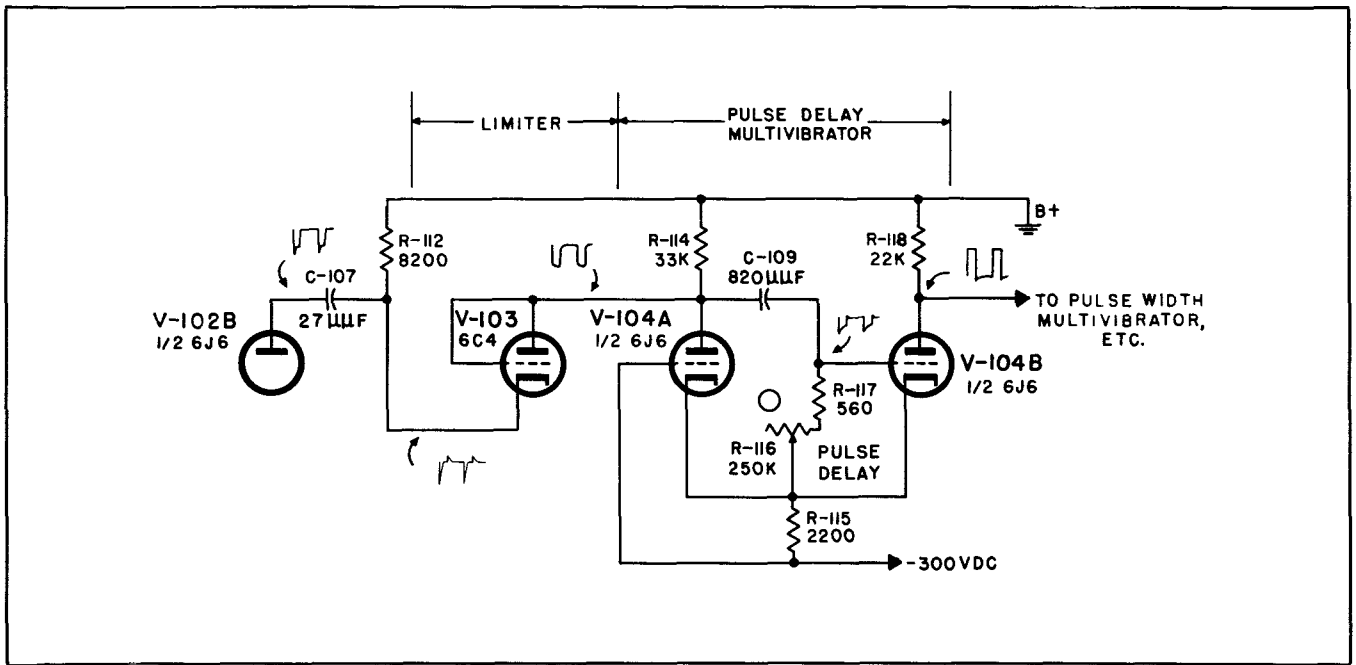 LIMITER
PULSE DELAY
MULTIVIBRATOR
B+
R-112
8200
R-114
33K
C-109
820μμF
R-118
22K
C-107
27μμF
V-102B
1/2 6J6
V-103
6C4
V-104A
1/2 6J6
TO PULSE WIDTH
MULTIVIBRATOR,
ETC.
V-104B
1/2 6J6
R-117
560
R-116
250K
PULSE
DELAY
R-115
2200
-300VDC